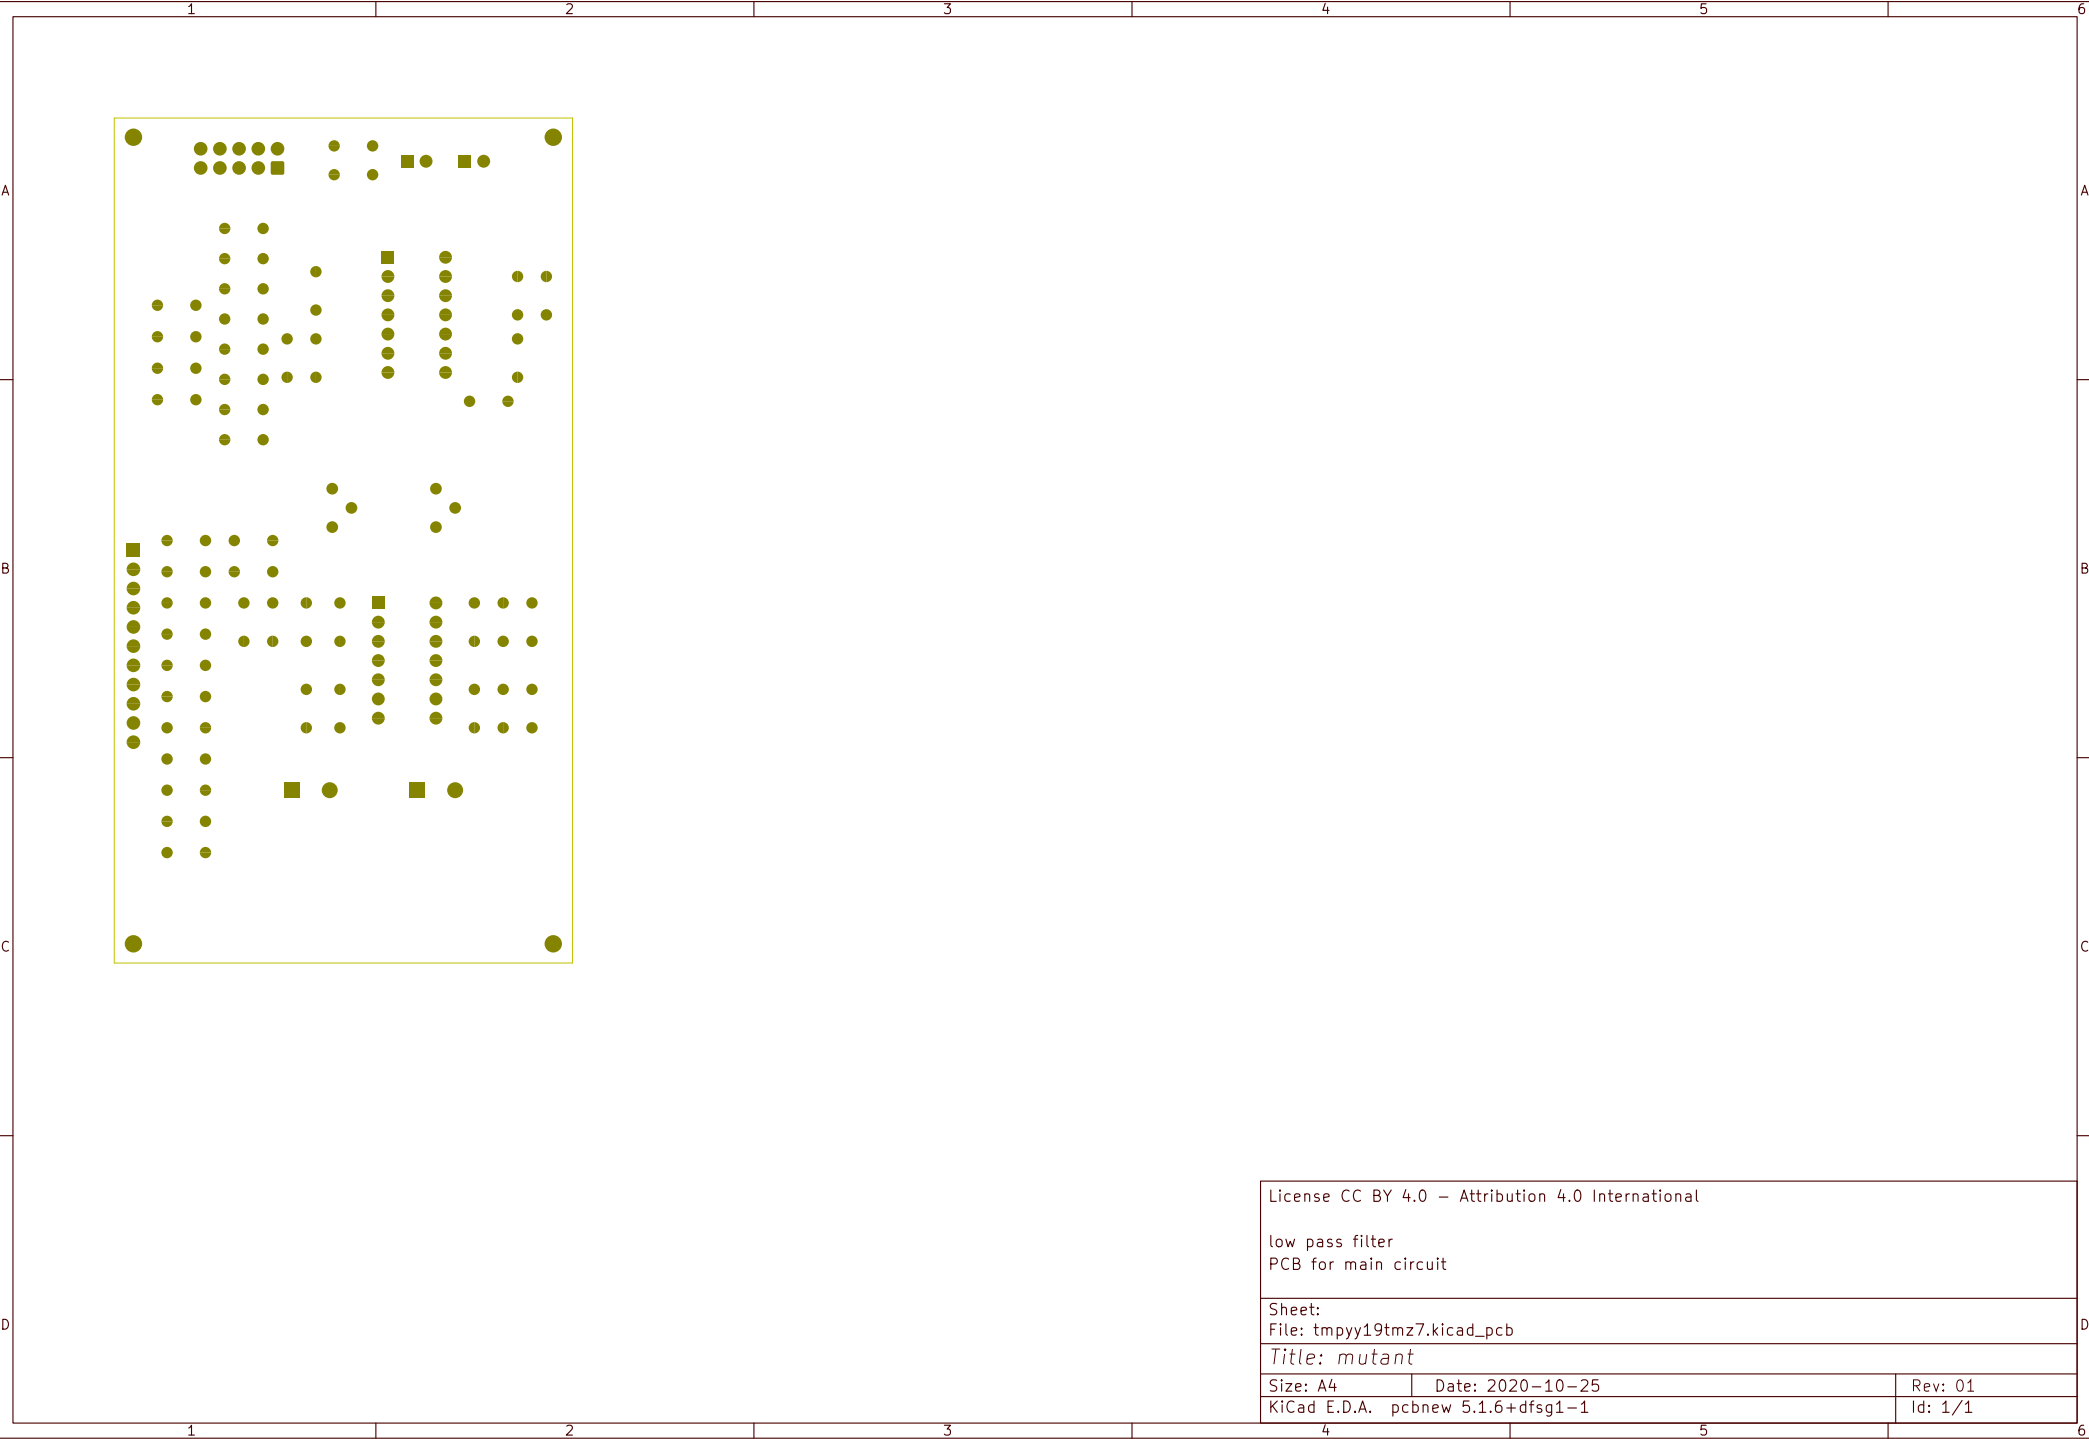 1 2 3 4 5 6
A A
B B
C C
License CC BY 4.0 – Attribution 4.0 International
low pass filter
PCB for main circuit
Sheet:
D D
File: tmpyy19tmz7.kicad_pcb
Title: mutant
Size: A4 Date: 2020-10-25 Rev: 01
KiCad E.D.A. pcbnew 5.1.6+dfsg1-1 Id: 1/1
1 2 3 4 5 6